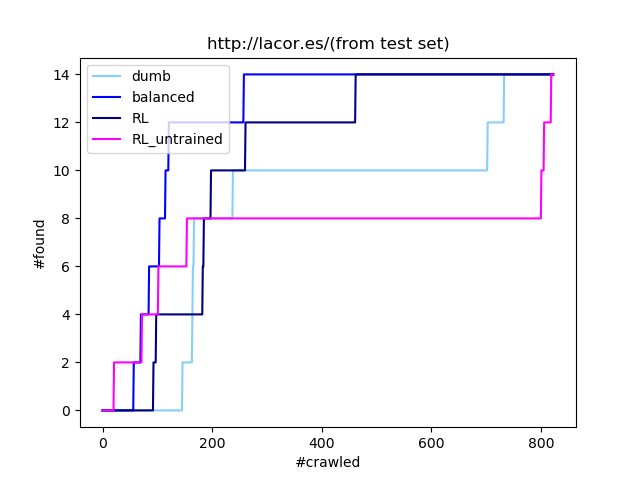 http://lacor.es/(from test set)
dumb
balanced
RL
RL_untrained
#found
14
12
10
8
6
4
2
0
0 200 400 600 800
#crawled